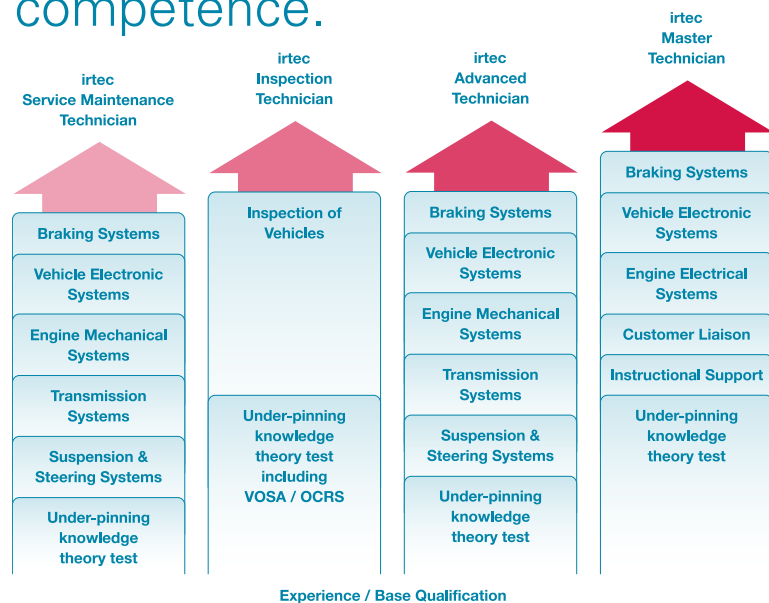 competence.
irtec
Service Maintenance
Technician
Braking Systems
Vehicle Electronic
Systems
Engine Mechanical
Systems
Transmission
Systems
Suspension &
Steering Systems
Under-pinning
knowledge
theory test
irtec
Inspection
Technician
Inspection of
Vehicles
Under-pinning
knowledge
theory test
including
VOSA / OCRS
irtec
Advanced
Technician
Braking Systems
Vehicle Electronic
Systems
Engine Mechanical
Systems
Transmission
Systems
Suspension &
Steering Systems
Under-pinning
knowledge
theory test
irtec
Master
Technician
Braking Systems
Vehicle Electronic
Systems
Engine Electrical
Systems
Customer Liaison
Instructional Support
Under-pinning
knowledge
theory test
Experience / Base Qualification